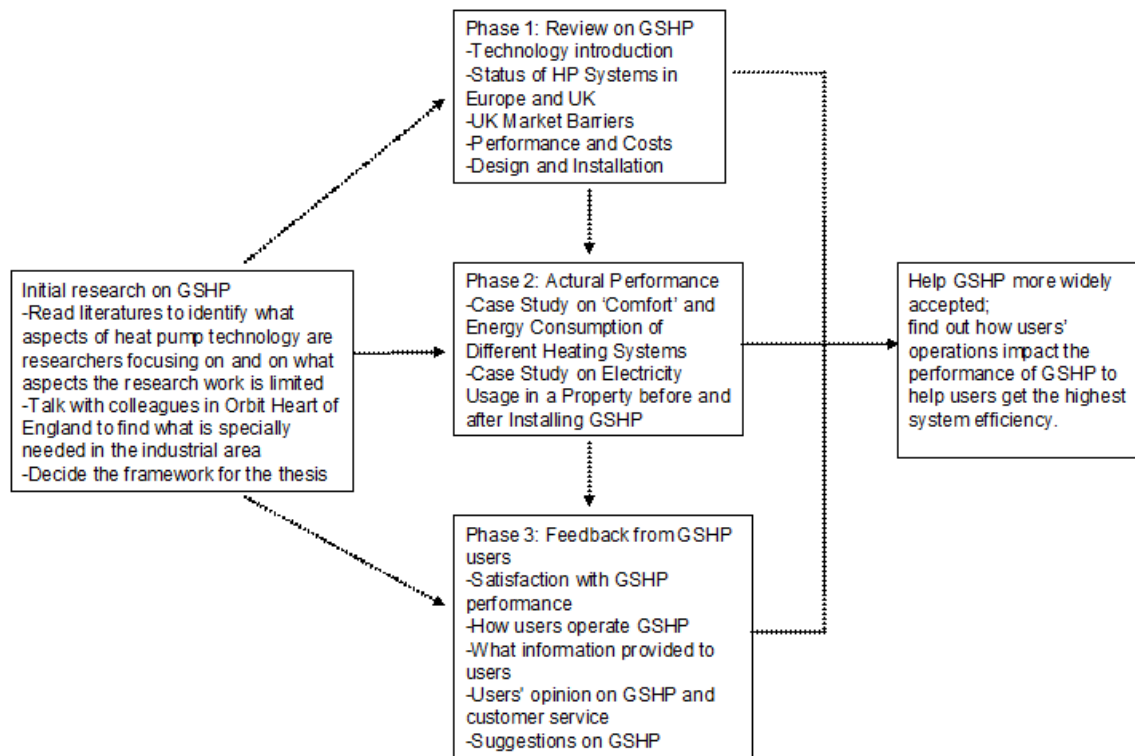 Phase 1: Review on GSHP
-Technology introduction
-Status of HP Systems in
Europe and UK
-UK Market Barriers
-Performance and Costs
-Design and Installation
Initial research on GSHP
-Read literatures to identify what
aspects of heat pump technology are
researchers focusing on and on what
aspects the research work is limited
-Talk with colleagues in Orbit Heart of
England to find what is specially
needed in the industrial area
-Decide the framework for the thesis
Phase 2: Actural Performance
-Case Study on ‘Comfort’ and
Energy Consumption of
Different Heating Systems
-Case Study on Electricity
Usage in a Property before and
after Installing GSHP
Help GSHP more widely
accepted;
find out how users’
operations impact the
performance of GSHP to
help users get the highest
system efficiency.
Phase 3: Feedback from GSHP
users
-Satisfaction with GSHP
performance
-How users operate GSHP
-What information provided to
users
-Users’ opinion on GSHP and
customer service
-Suggestions on GSHP